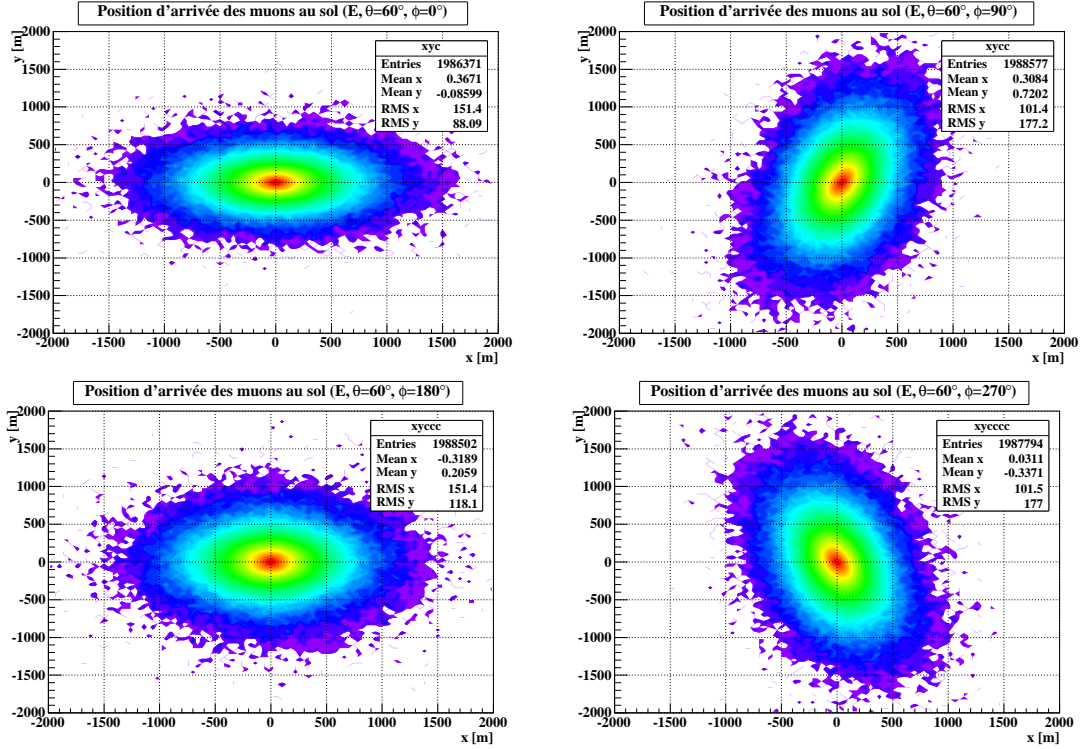 Position d'arrivée des muons au sol (E, θ=60°, ϕ=0°)
y [m]
2000
1500
1000
500
0
-500
-1000
-1500
-2000
-2000 -1500 -1000 -500 0 500 1000 1500 2000
x [m]
xyc
Entries 1986371
Mean x 0.3671
Mean y -0.08599
RMS x 151.4
RMS y 88.09
Position d'arrivée des muons au sol (E, θ=60°, ϕ=90°)
y [m]
2000
1500
1000
500
0
-500
-1000
-1500
-2000
-2000 -1500 -1000 -500 0 500 1000 1500 2000
x [m]
xycc
Entries 1988577
Mean x 0.3084
Mean y 0.7202
RMS x 101.4
RMS y 177.2
Position d'arrivée des muons au sol (E, θ=60°, ϕ=180°)
y [m]
2000
1500
1000
500
0
-500
-1000
-1500
-2000
-2000 -1500 -1000 -500 0 500 1000 1500 2000
x [m]
xyccc
Entries 1988502
Mean x -0.3189
Mean y 0.2059
RMS x 151.4
RMS y 118.1
Position d'arrivée des muons au sol (E, θ=60°, ϕ=270°)
y [m]
2000
1500
1000
500
0
-500
-1000
-1500
-2000
-2000 -1500 -1000 -500 0 500 1000 1500 2000
x [m]
xycccc
Entries 1987794
Mean x 0.0311
Mean y -0.3371
RMS x 101.5
RMS y 177